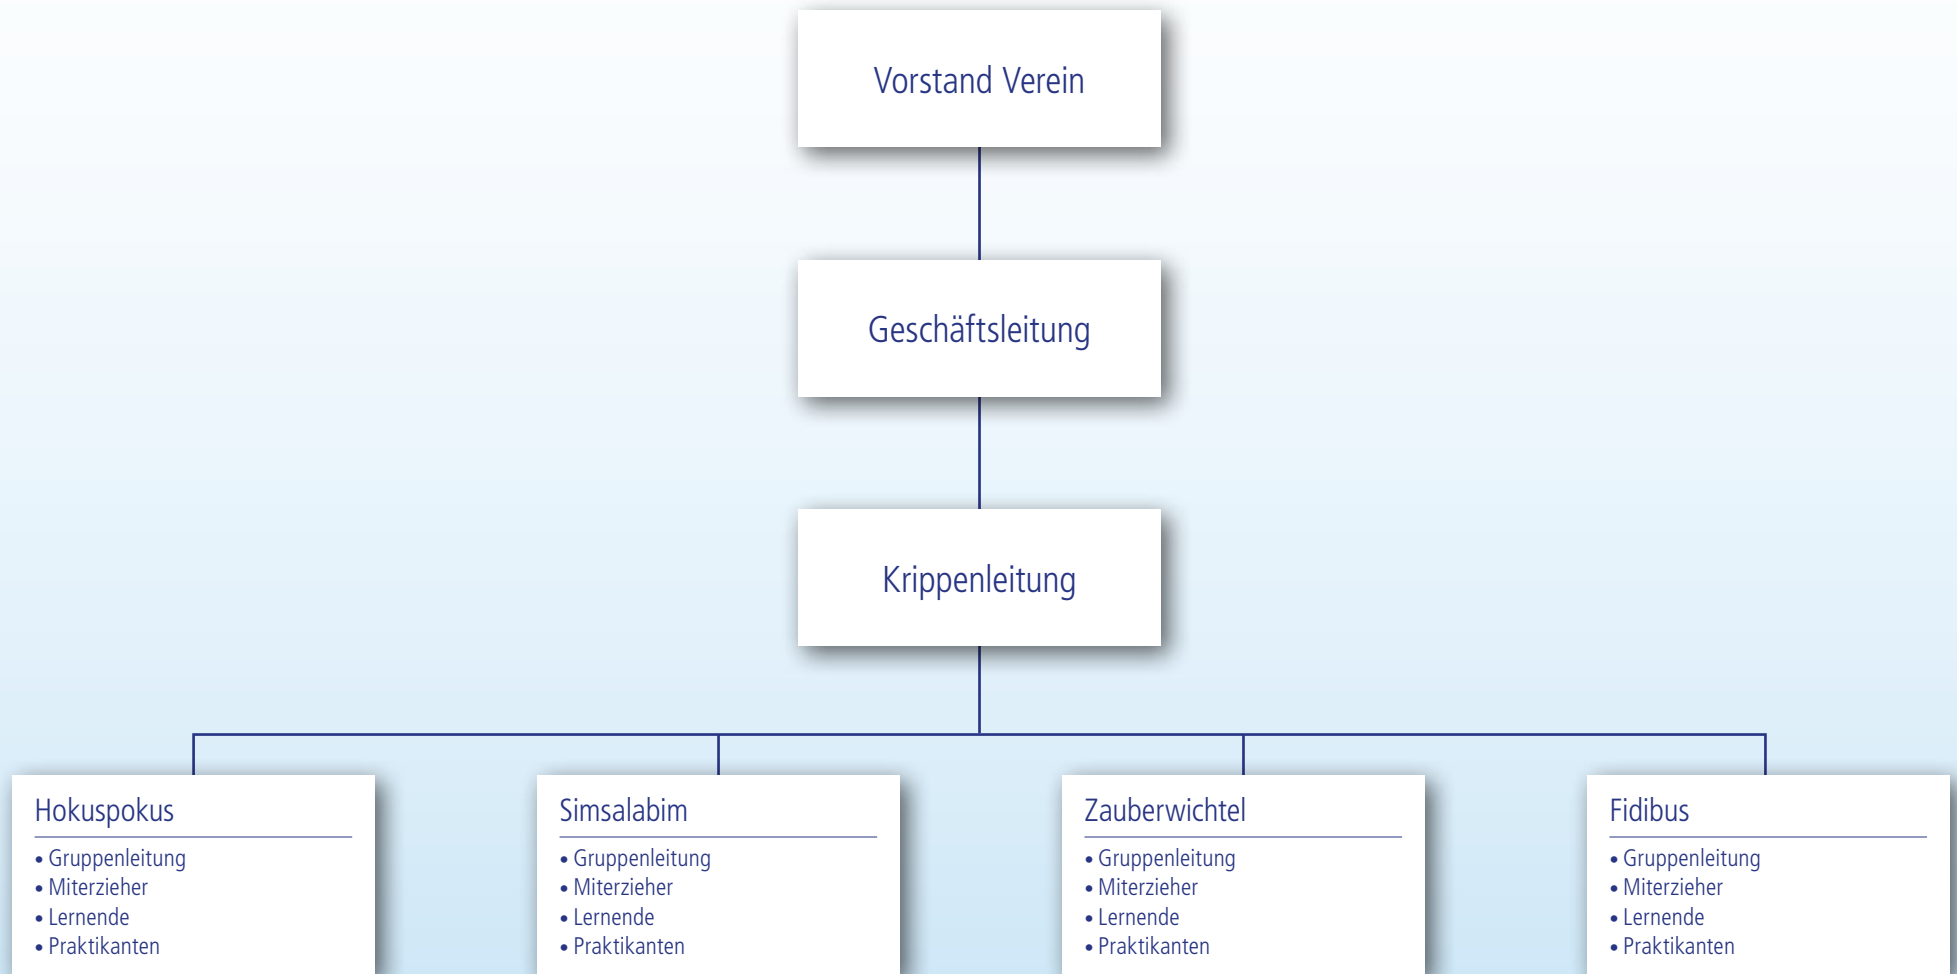 Vorstand Verein
Geschäftsleitung
Krippenleitung
Hokuspokus
• Gruppenleitung
• Miterzieher
• Lernende
• Praktikanten
Simsalabim
• Gruppenleitung
• Miterzieher
• Lernende
• Praktikanten
Zauberwichtel
• Gruppenleitung
• Miterzieher
• Lernende
• Praktikanten
Fidibus
• Gruppenleitung
• Miterzieher
• Lernende
• Praktikanten